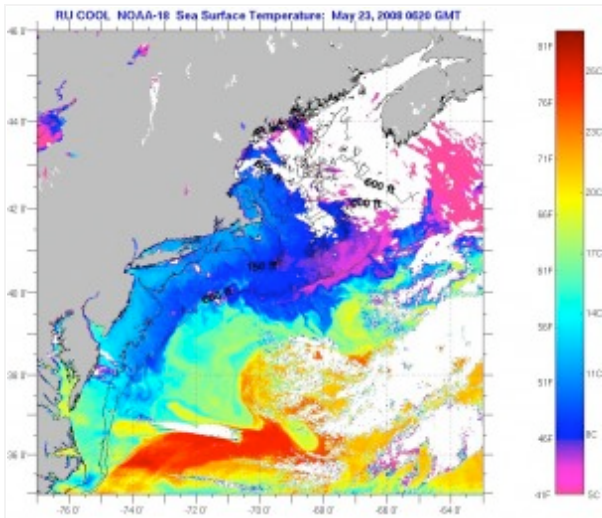 RU COOL NOAA-18 Sea Surface Temperature: May 23, 2008 0620 GMT
46.0
44.0
42.0
40.0
38.0
36.0
600 ft
600 ft
150 ft
600 ft
-76.0 -74.0 -72.0 -70.0 -68.0 -66.0 -64.0
81F 76F 71F 66F 60F 55F 51F 46F 41F
26C 23C 20C 17C 14C 11C 8C 5C